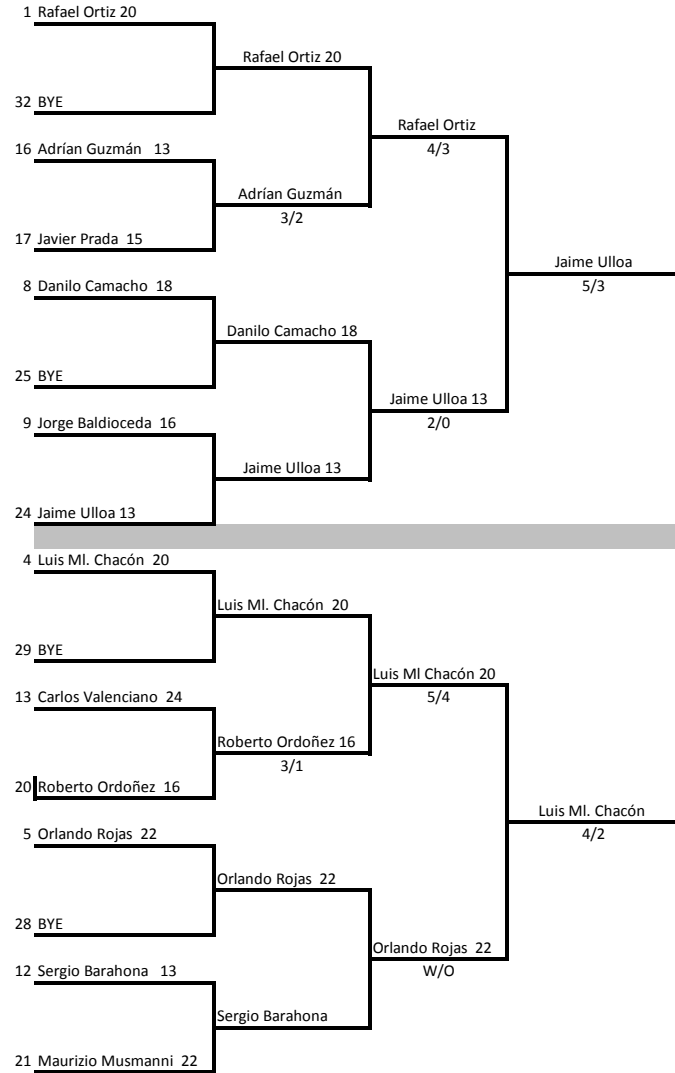 1 Rafael Ortiz 20
Rafael Ortiz 20
32 BYE
Rafael Ortiz
4/3
16 Adrían Guzmán 13
Adrían Guzmán
3/2
17 Javier Prada 15
Jaime Ulloa
5/3
8 Danilo Camacho 18
Danilo Camacho 18
25 BYE
Jaime Ulloa 13
2/0
9 Jorge Baldioceda 16
Jaime Ulloa 13
24 Jaime Ulloa 13
4 Luis Ml. Chacón 20
Luis Ml. Chacón 20
29 BYE
Luis Ml Chacón 20
5/4
13 Carlos Valenciano 24
Roberto Ordoñez 16
3/1
20 Roberto Ordoñez 16
Luis Ml. Chacón
4/2
5 Orlando Rojas 22
Orlando Rojas 22
28 BYE
Orlando Rojas 22
W/O
12 Sergio Barahona 13
Sergio Barahona
21 Maurizio Musmanni 22